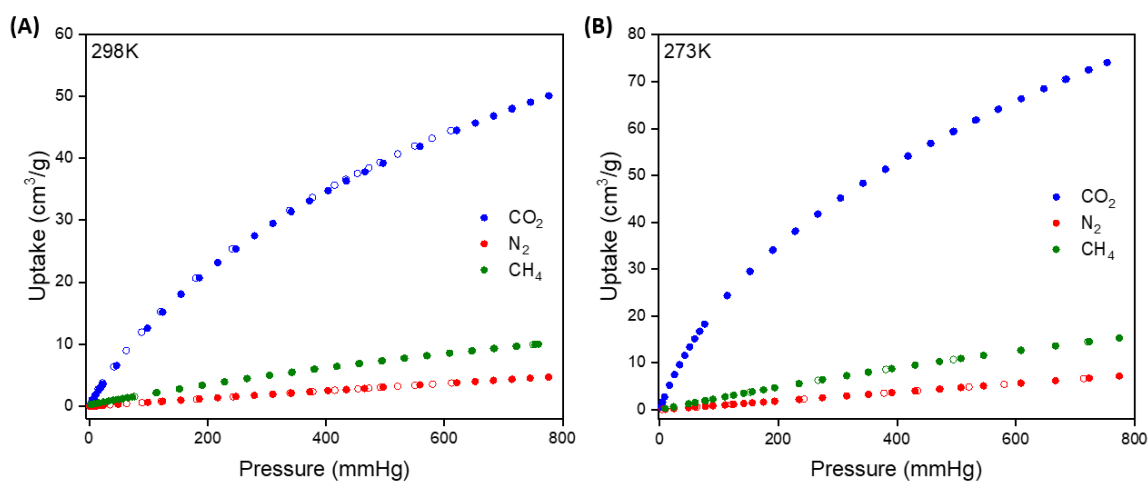 (A)
298K
60
50
40
30
20
10
0
Uptake (cm³/g)
CO₂
N₂
CH₄
0 200 400 600 800
Pressure (mmHg)
(B)
273K
80
70
60
50
40
30
20
10
0
Uptake (cm³/g)
CO₂
N₂
CH₄
0 200 400 600 800
Pressure (mmHg)